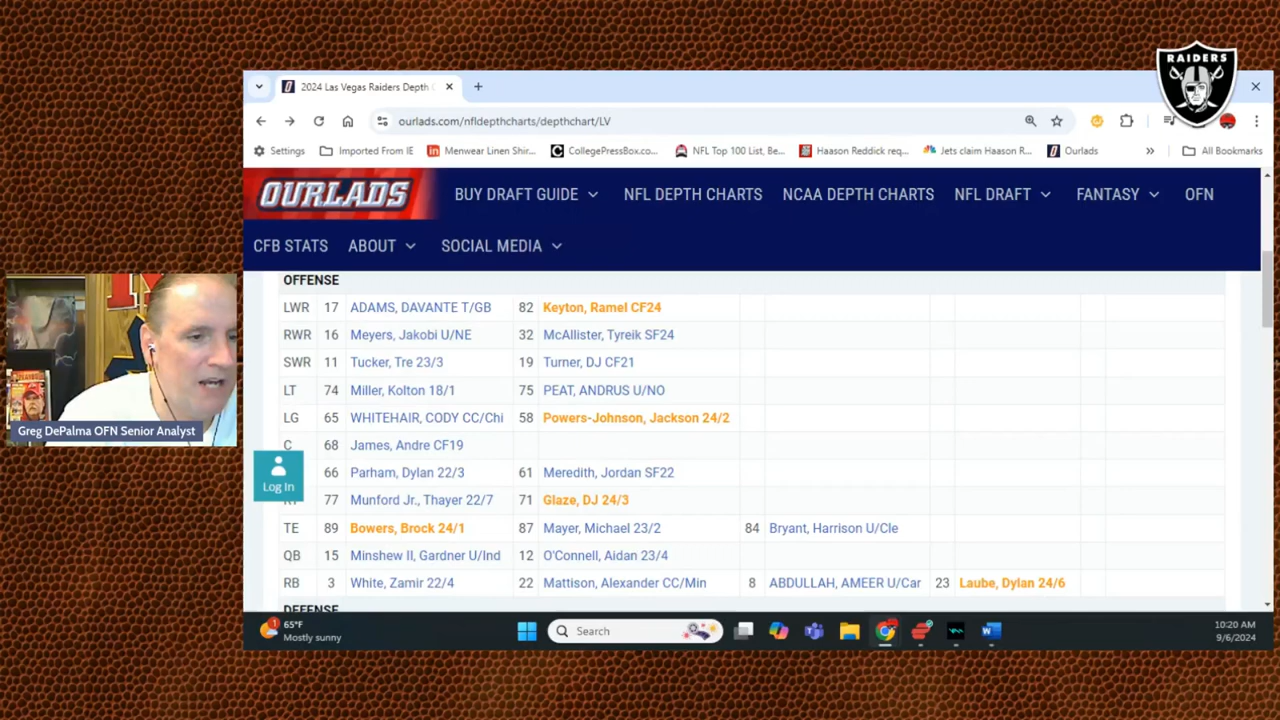 RAIDERS
2024 Las Vegas Raiders Depth
ourlads.com/nfldepthcharts/depthchart/LV
Settings Imported From IE Menwear Linen Shir... CollegePressBox.co... NFL Top 100 List, Be... Haason Reddick req... Jets claim Haason R... Ourlads » All Bookmarks
OURLADS BUY DRAFT GUIDE NFL DEPTH CHARTS NCAA DEPTH CHARTS NFL DRAFT FANTASY OFN
CFB STATS ABOUT SOCIAL MEDIA
OFFENSE
LWR 17 ADAMS, DAVANTE T/GB 82 Keyton, Ramel CF24
RWR 16 Meyers, Jakobi U/NE 32 McAllister, Tyreik SF24
SWR 11 Tucker, Tre 23/3 19 Turner, DJ CF21
LT 74 Miller, Kolton 18/1 75 PEAT, ANDRUS U/NO
LG 65 WHITEHAIR, CODY CC/Chi 58 Powers-Johnson, Jackson 24/2
C 68 James, Andre CF19
66 Parham, Dylan 22/3 61 Meredith, Jordan SF22
77 Munford Jr., Thayer 22/7 71 Glaze, DJ 24/3
TE 89 Bowers, Brock 24/1 87 Mayer, Michael 23/2 84 Bryant, Harrison U/Cle
QB 15 Minshew II, Gardner U/Ind 12 O'Connell, Aidan 23/4
RB 3 White, Zamir 22/4 22 Mattison, Alexander CC/Min 8 ABDULLAH, AMEER U/Car 23 Laube, Dylan 24/6
DEFENSE
Log In
Greg DePalma OFN Senior Analyst
1
65°F
Mostly sunny
Search
10:20 AM
9/6/2024